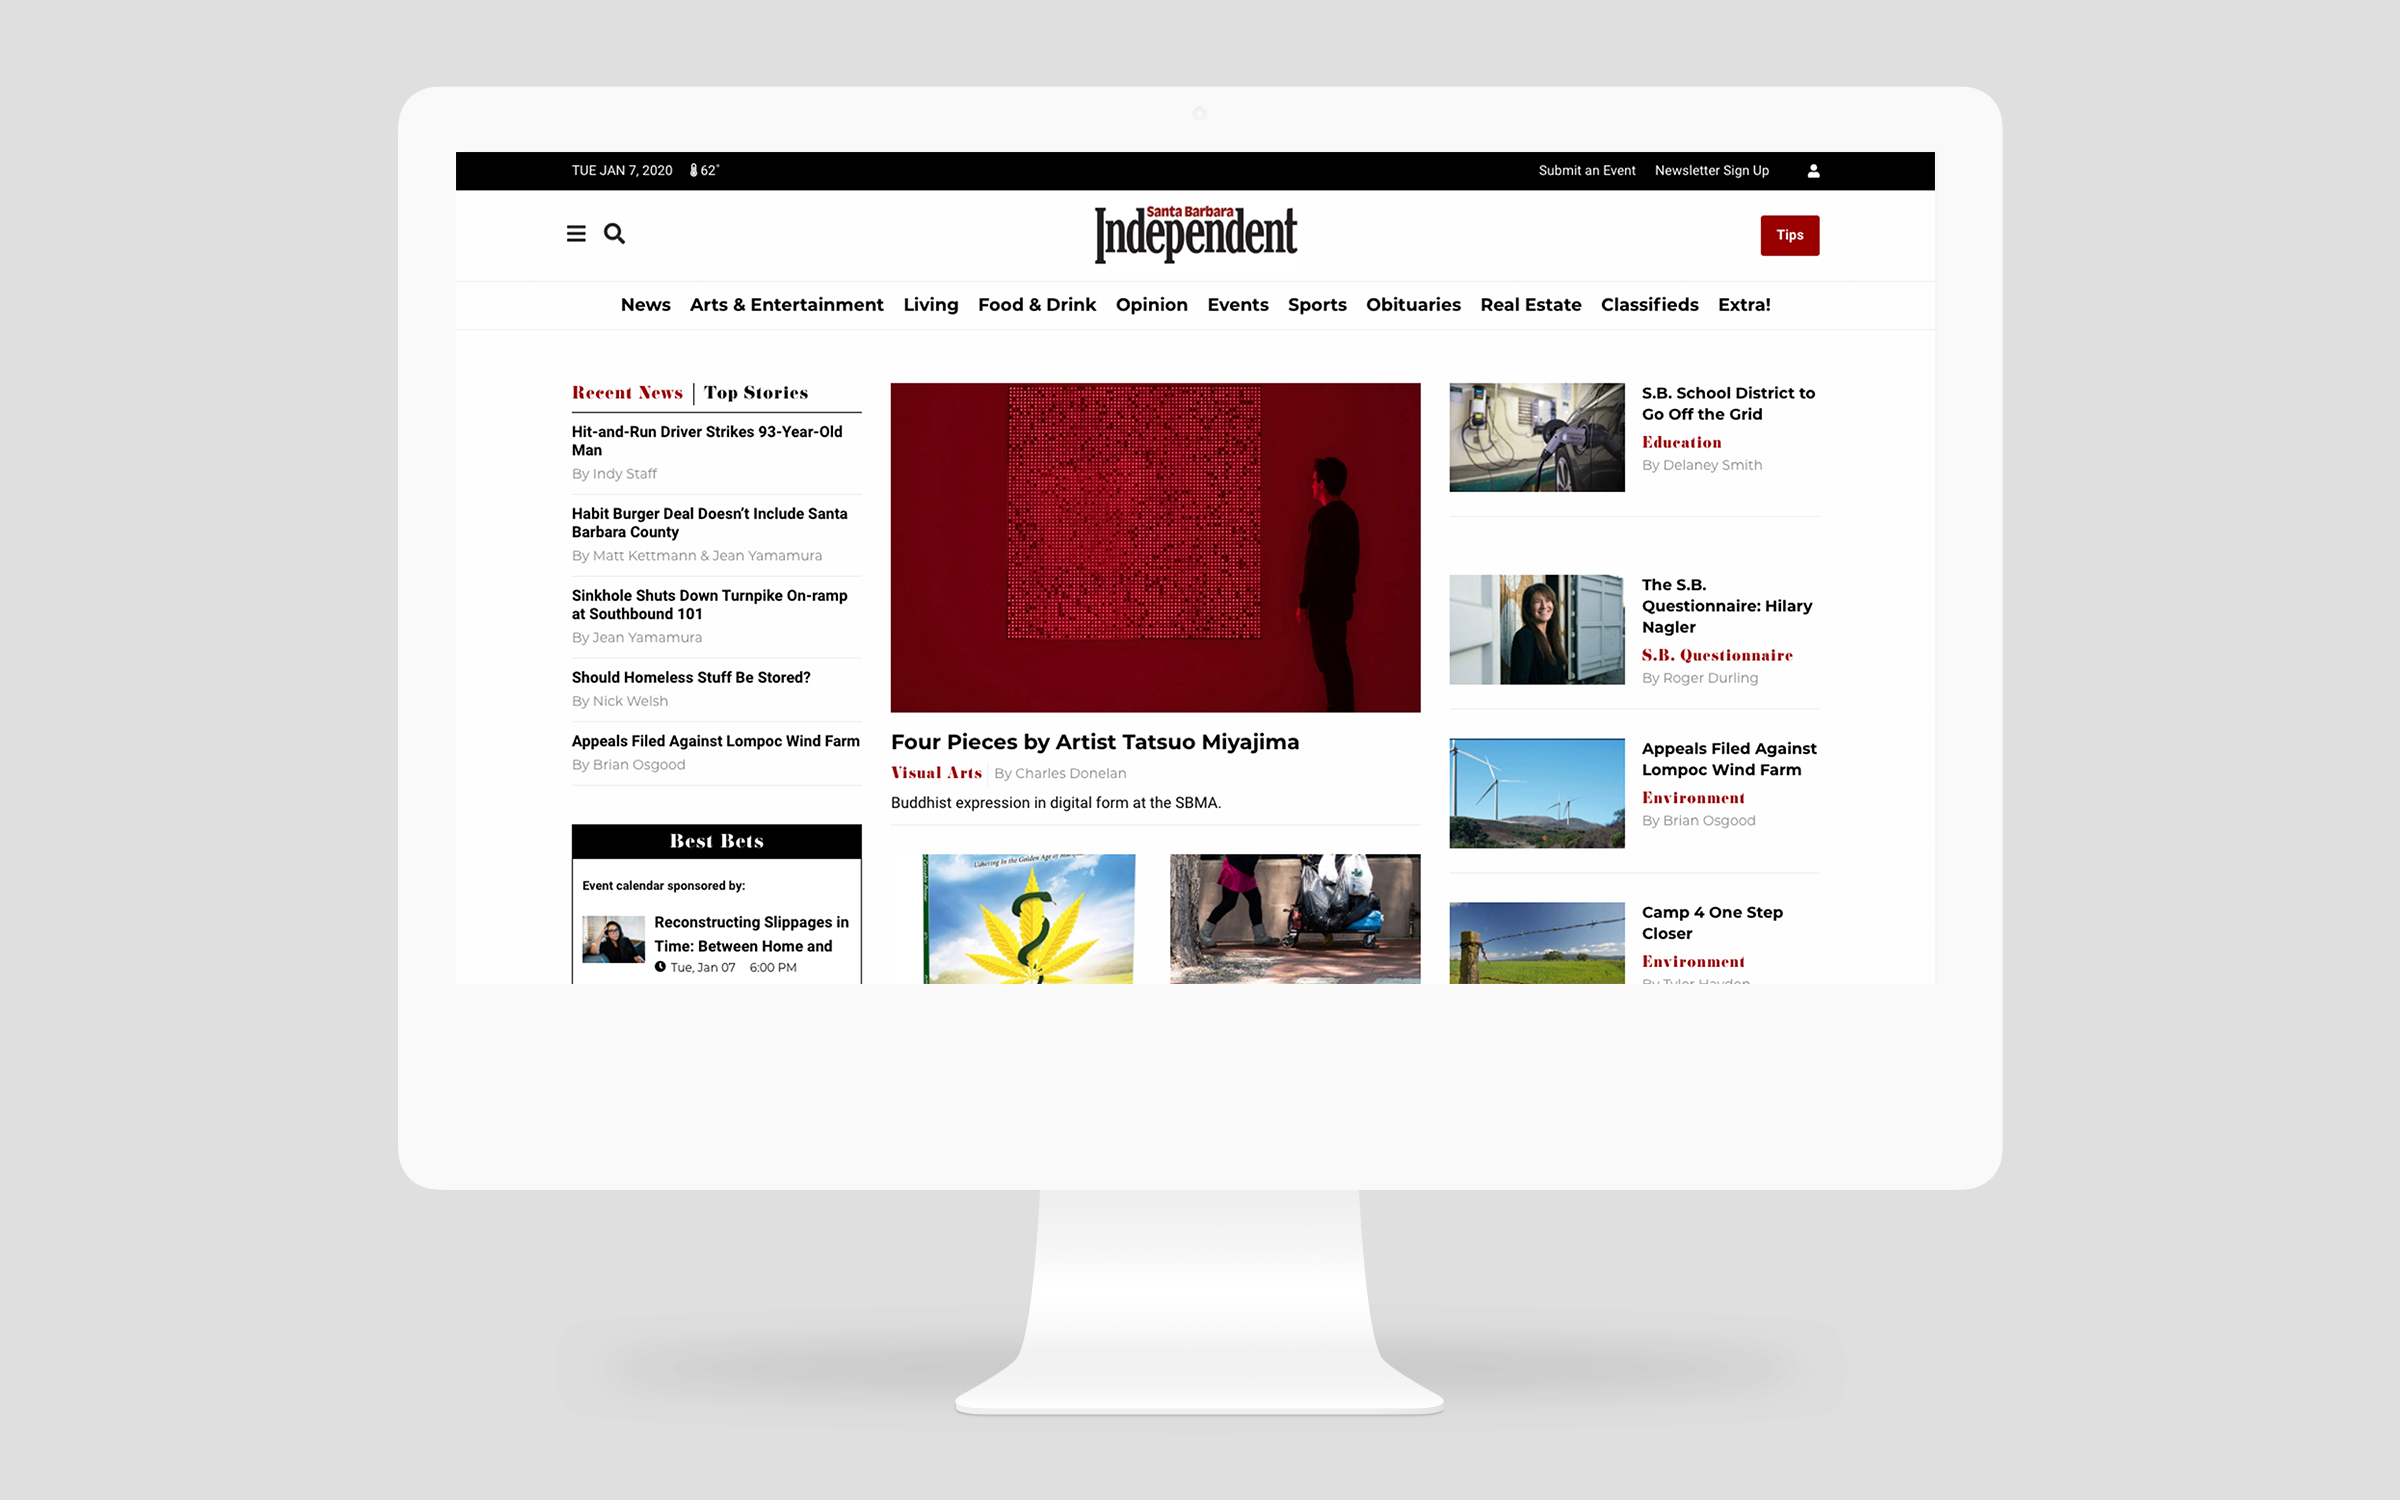 TUE JAN 7, 2020 62°
Submit an Event Newsletter Sign Up
Santa Barbara
Independent
Tips
News Arts & Entertainment Living Food & Drink Opinion Events Sports Obituaries Real Estate Classifieds Extra!
Recent News | Top Stories
Hit-and-Run Driver Strikes 93-Year-Old
Man
By Indy Staff
Habit Burger Deal Doesn’t Include Santa
Barbara County
By Matt Kettmann & Jean Yamamura
Sinkhole Shuts Down Turnpike On-ramp
at Southbound 101
By Jean Yamamura
Should Homeless Stuff Be Stored?
By Nick Welsh
Appeals Filed Against Lompoc Wind Farm
By Brian Osgood
Best Bets
Event calendar sponsored by:
Reconstructing Slippages in
Time: Between Home and
Tue, Jan 07 6:00 PM
Four Pieces by Artist Tatsuo Miyajima
Visual Arts By Charles Donelan
Buddhist expression in digital form at the SBMA.
Ushering In the Golden Age of
S.B. School District to
Go Off the Grid
Education
By Delaney Smith
The S.B.
Questionnaire: Hilary
Nagler
S.B. Questionnaire
By Roger Durling
Appeals Filed Against
Lompoc Wind Farm
Environment
By Brian Osgood
Camp 4 One Step
Closer
Environment
By Tyler Hayden